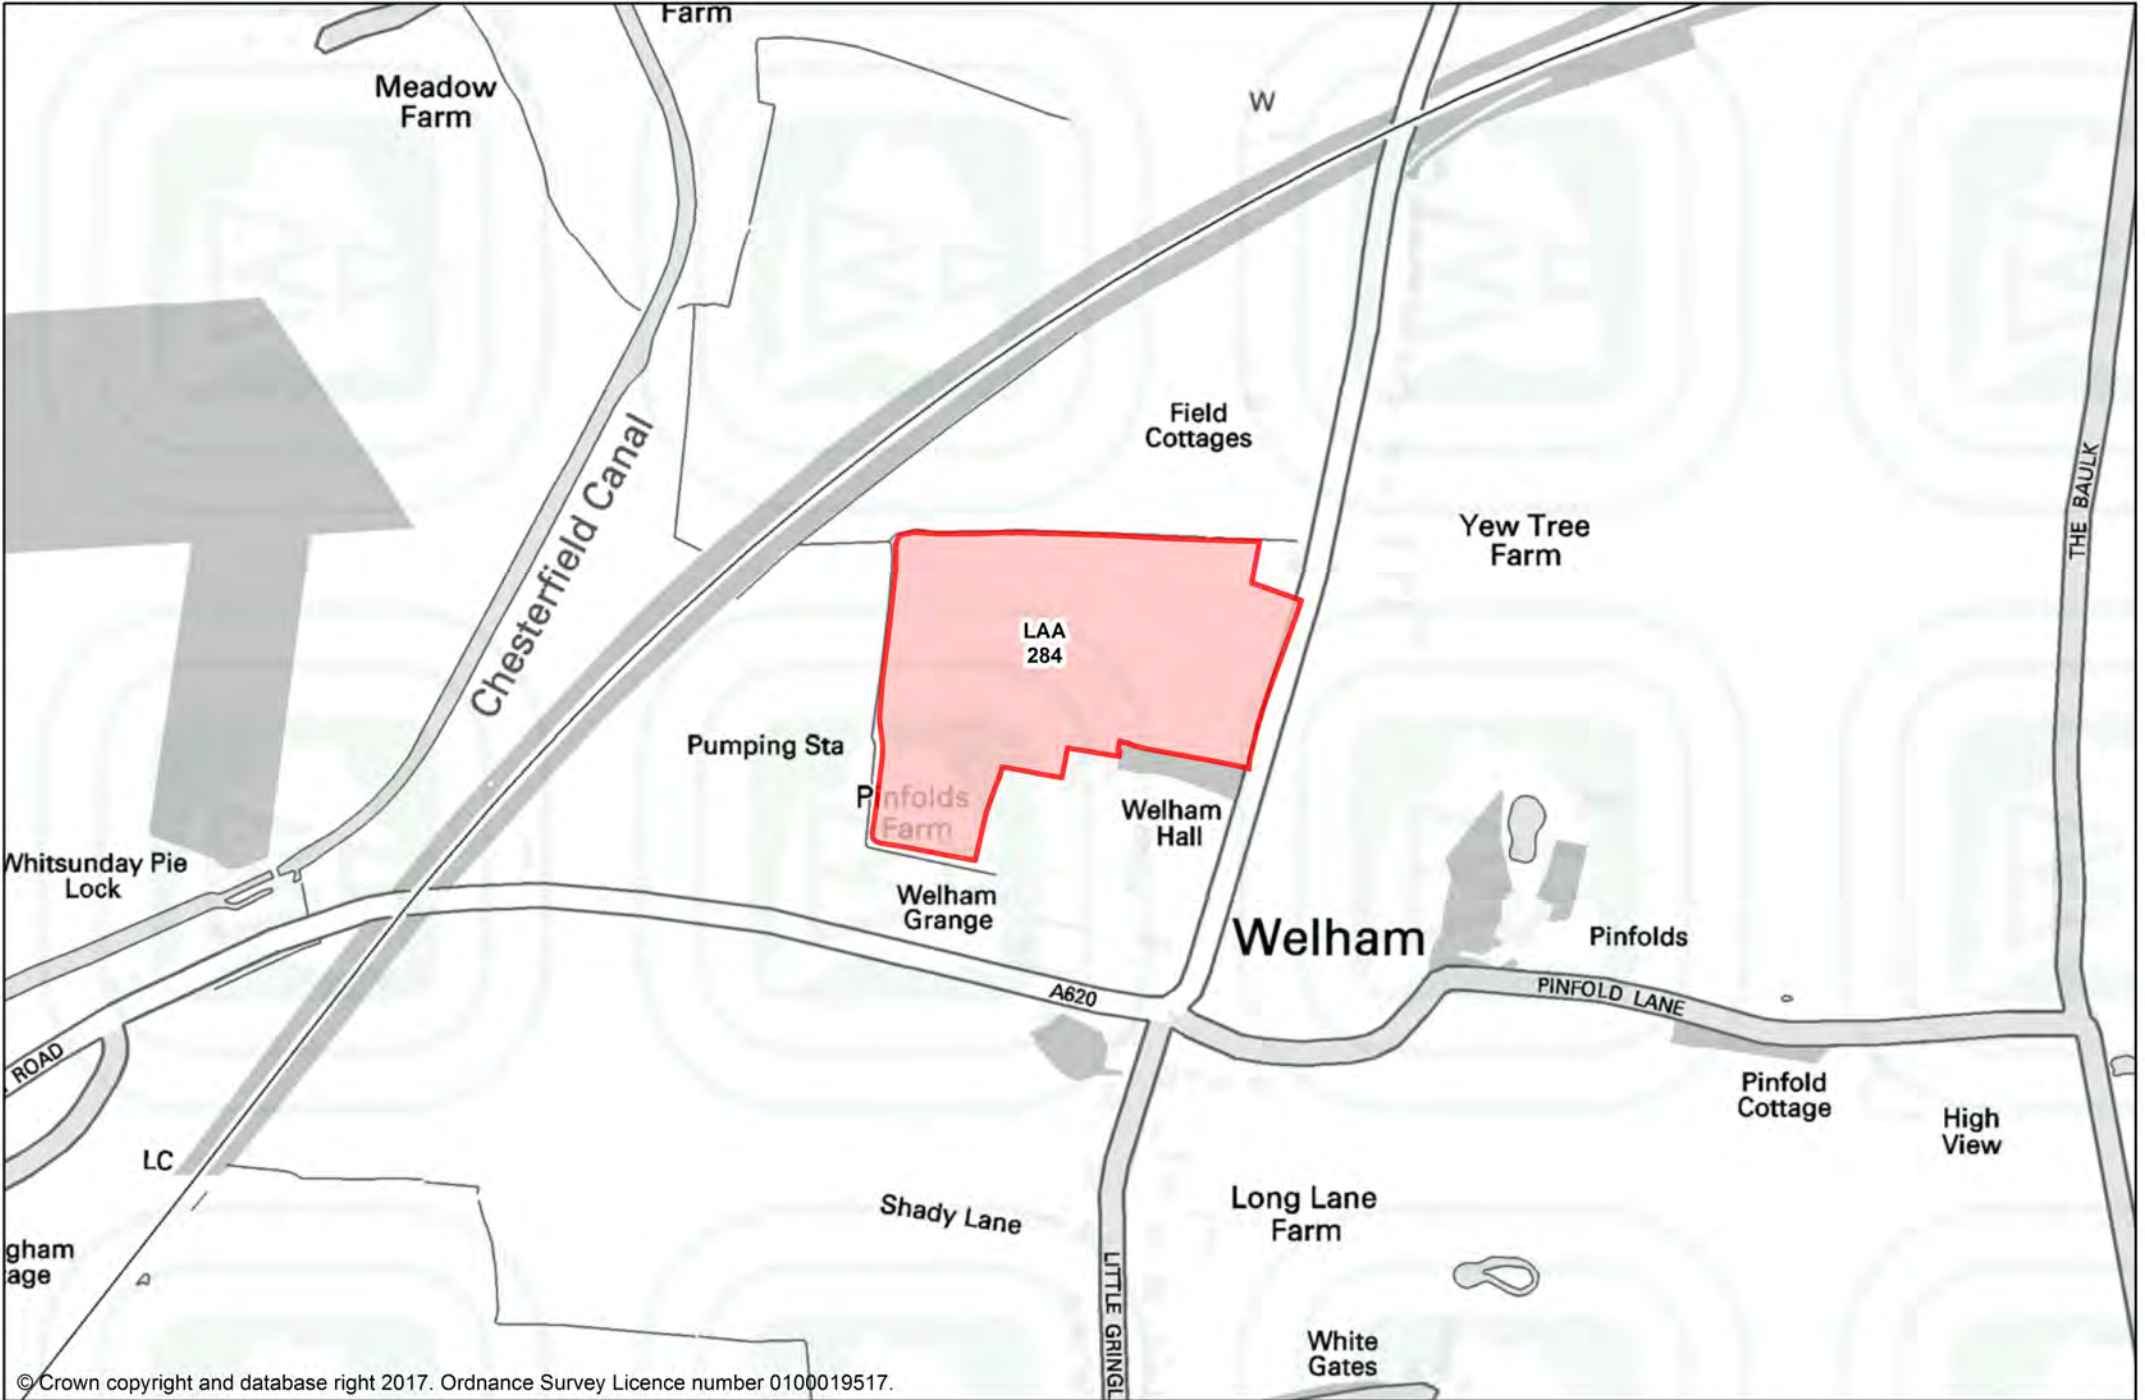 Farm
Meadow
Farm
W
Field
Cottages
Chesterfield Canal
Yew Tree
Farm
THE BAULK
LAA
284
Pumping Sta
Pinfolds
Farm
Welham
Hall
Whitsunday Pie
Lock
Welham
Grange
Welham
Pinfolds
A620
PINFOLD LANE
ROAD
Pinfold
Cottage
High
View
LC
Shady Lane
Long Lane
Farm
gham
age
LITTLE GRINGL
White
Gates
© Crown copyright and database right 2017. Ordnance Survey Licence number 0100019517.